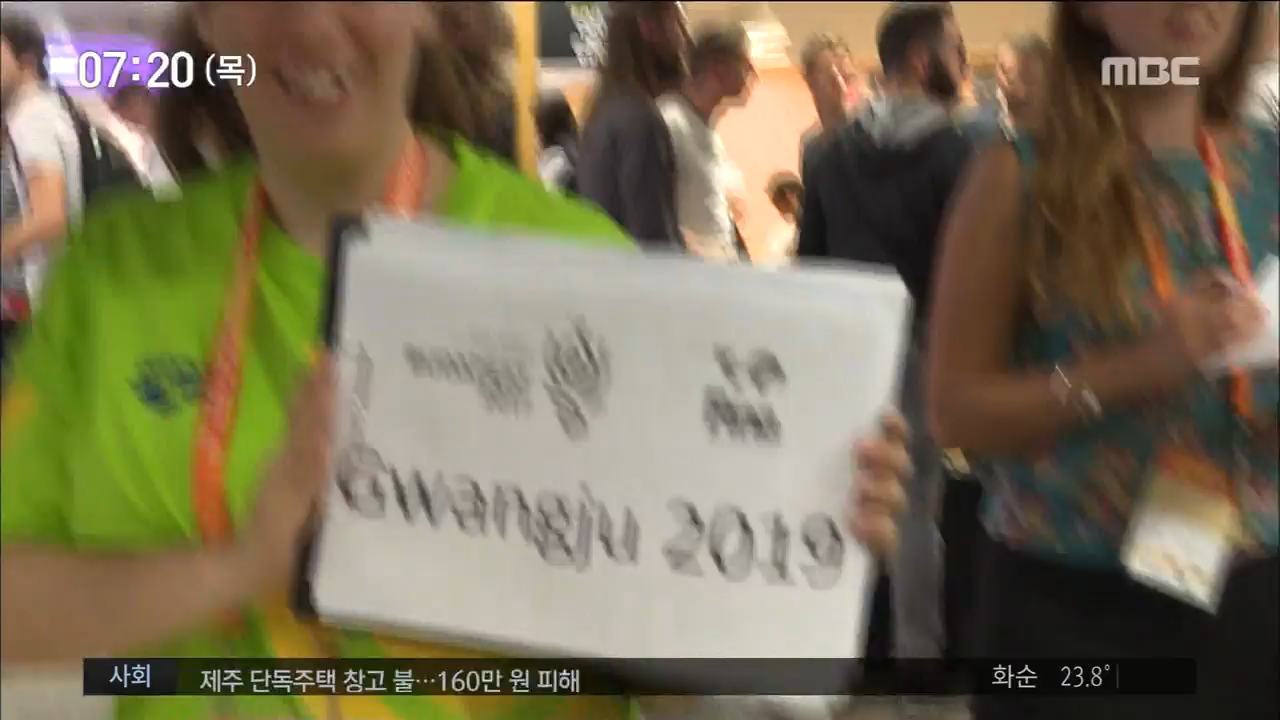 07:20 (목)
MBC
Gwangju 2019
사회
제주 단독주택 창고 불…160만 원 피해
화순 23.8°